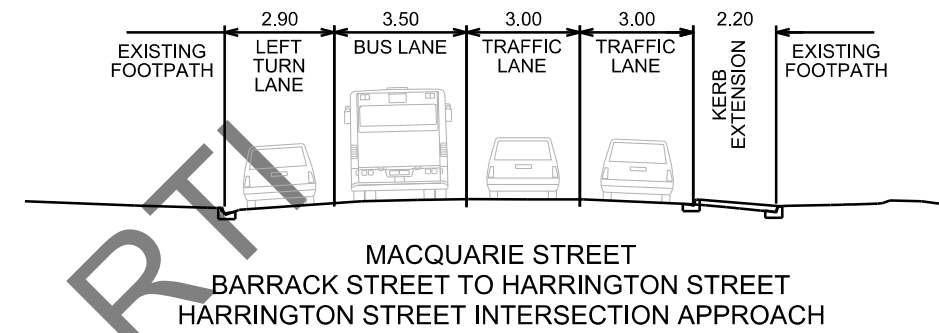 2.90 3.50 3.00 3.00 2.20
EXISTING FOOTPATH
LEFT TURN LANE
BUS LANE
TRAFFIC LANE
TRAFFIC LANE
KERB EXTENSION
EXISTING FOOTPATH
RTI
MACQUARIE STREET
BARRACK STREET TO HARRINGTON STREET
HARRINGTON STREET INTERSECTION APPROACH